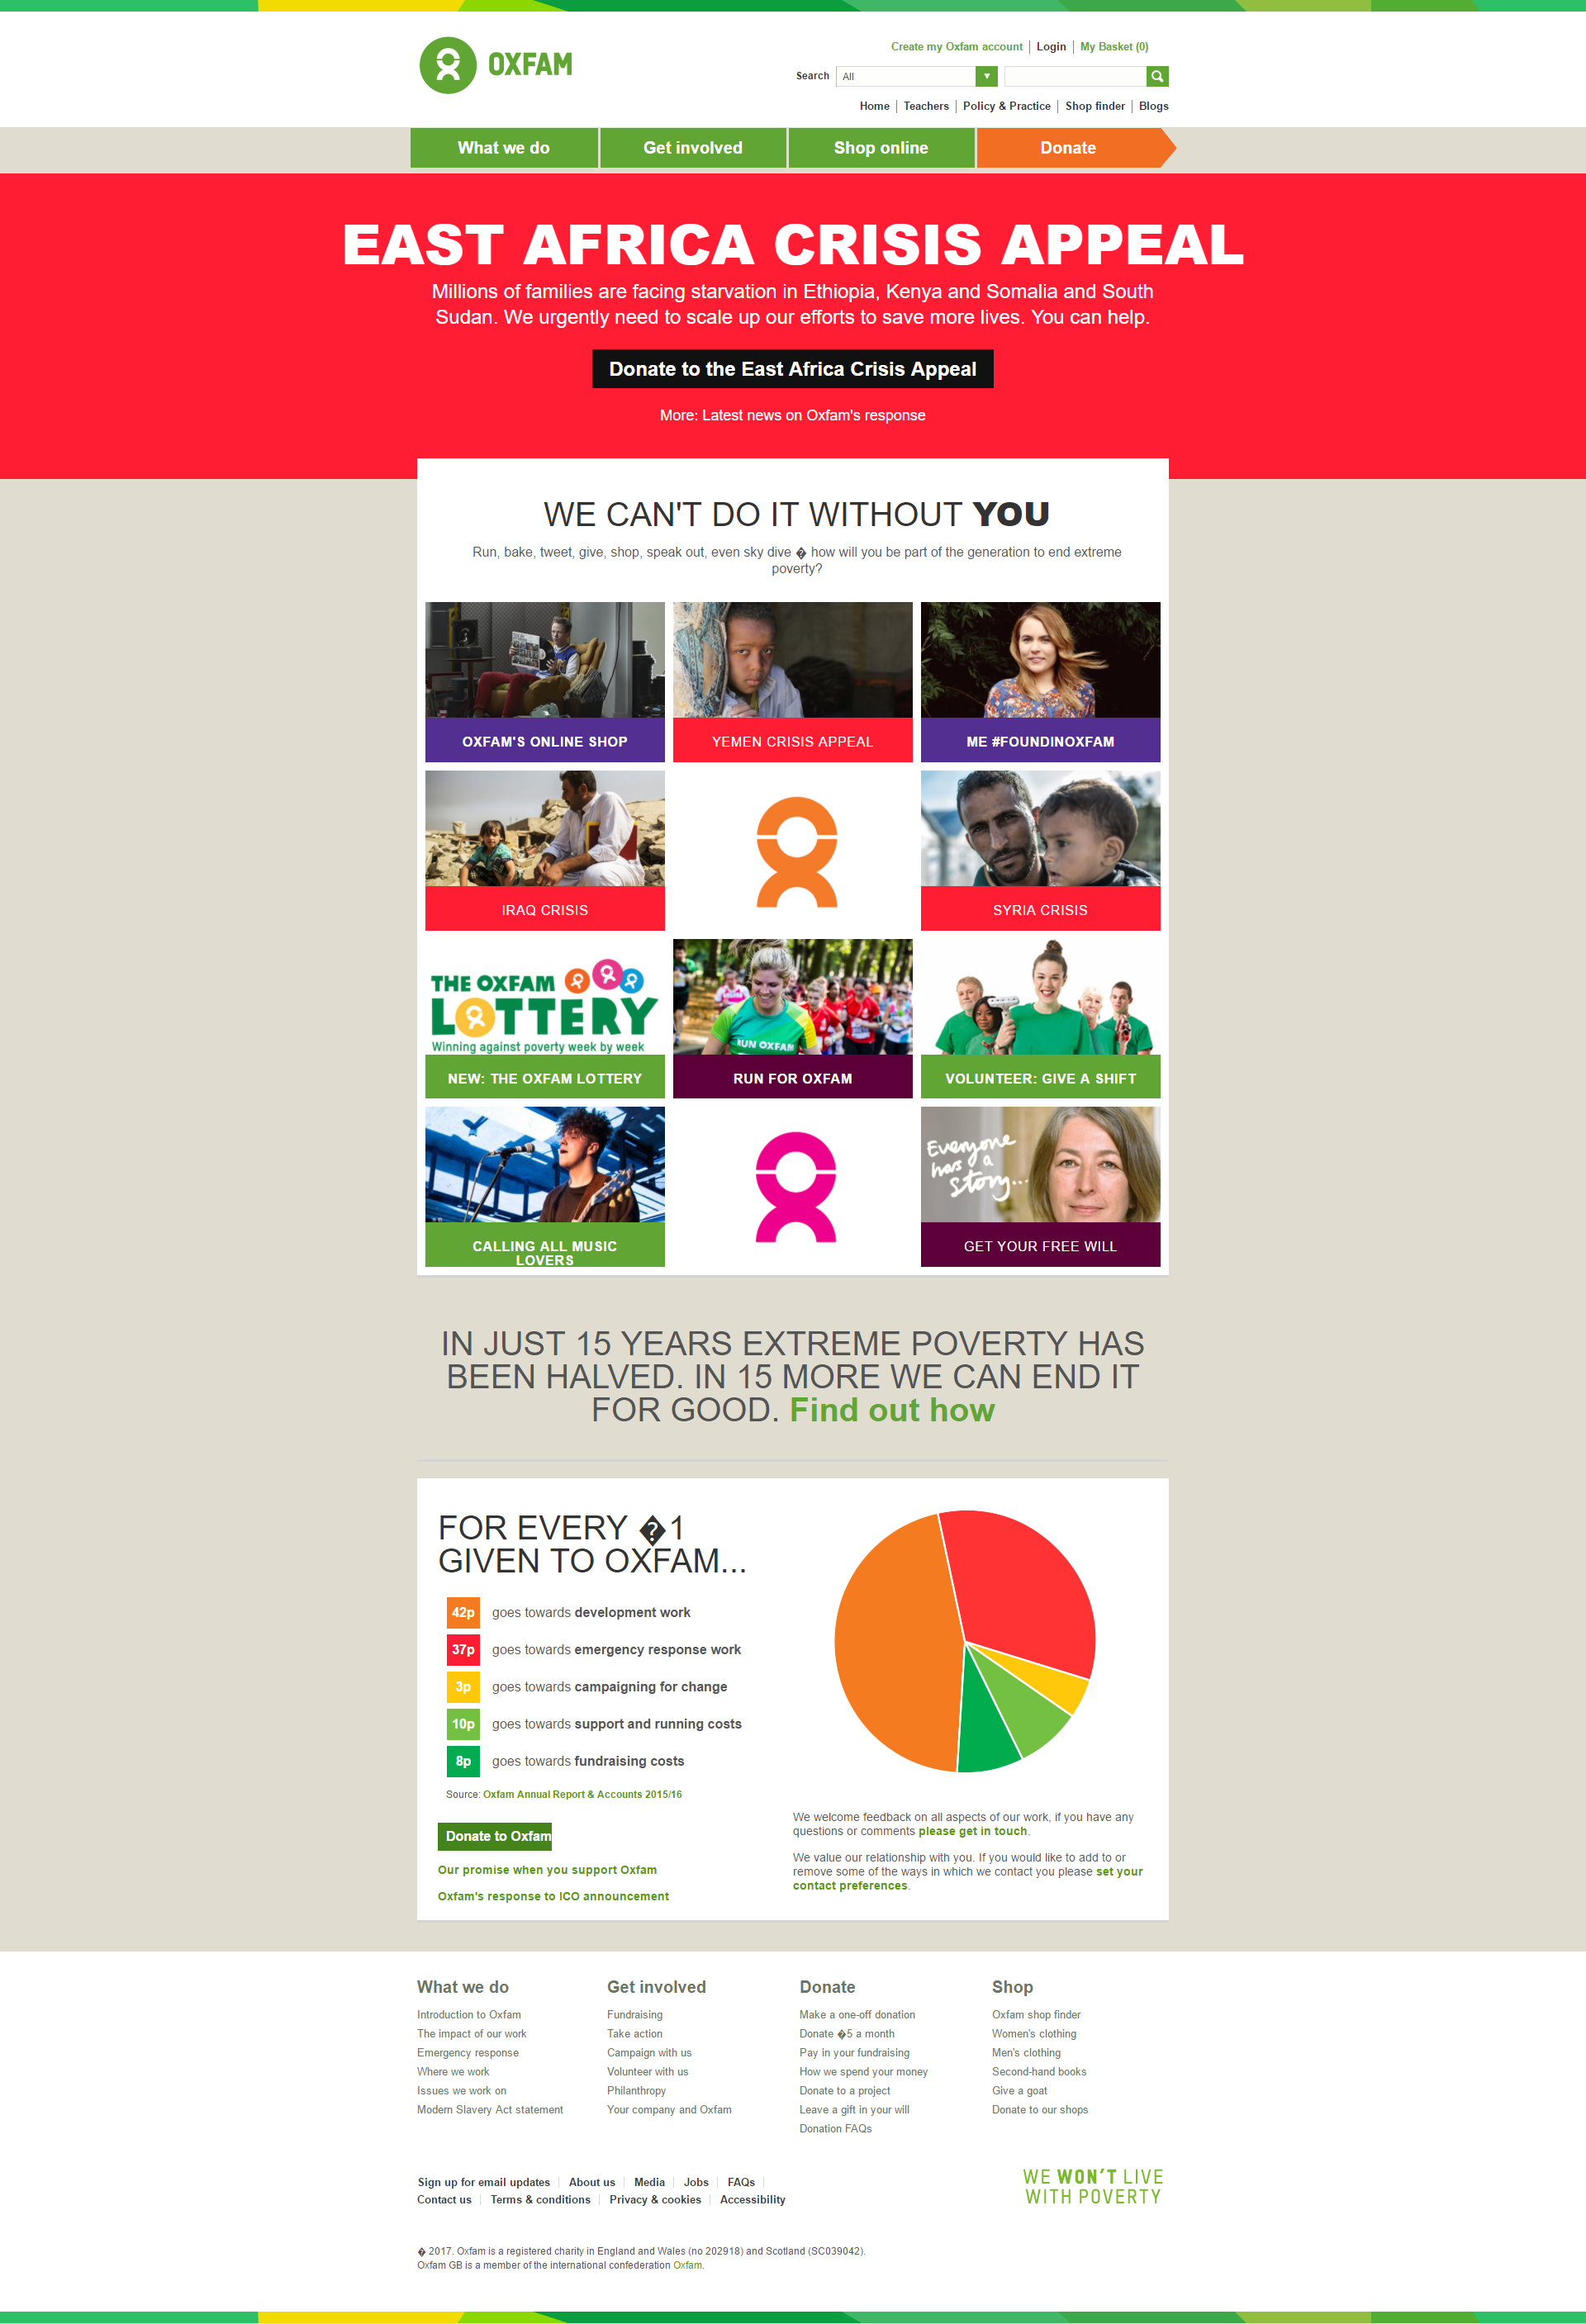 OXFAM
Create my Oxfam account Login My Basket (0)
Search All
Home Teachers Policy & Practice Shop finder Blogs
What we do Get involved Shop online Donate
EAST AFRICA CRISIS APPEAL
Millions of families are facing starvation in Ethiopia, Kenya and Somalia and South
Sudan. We urgently need to scale up our efforts to save more lives. You can help.
Donate to the East Africa Crisis Appeal
More: Latest news on Oxfam's response
WE CAN'T DO IT WITHOUT YOU
Run, bake, tweet, give, shop, speak out, even sky dive � how will you be part of the generation to end extreme
poverty?
OXFAM'S ONLINE SHOP
YEMEN CRISIS APPEAL
ME #FOUNDINOXFAM
IRAQ CRISIS
SYRIA CRISIS
THE OXFAM
LOTTERY
Winning against poverty week by week
NEW: THE OXFAM LOTTERY
RUN OXFAM
RUN FOR OXFAM
VOLUNTEER: GIVE A SHIFT
CALLING ALL MUSIC
LOVERS
Everyone
has a
story...
GET YOUR FREE WILL
IN JUST 15 YEARS EXTREME POVERTY HAS
BEEN HALVED. IN 15 MORE WE CAN END IT
FOR GOOD. Find out how
FOR EVERY �1
GIVEN TO OXFAM...
42p goes towards development work
37p goes towards emergency response work
3p goes towards campaigning for change
10p goes towards support and running costs
8p goes towards fundraising costs
Source: Oxfam Annual Report & Accounts 2015/16
Donate to Oxfam
Our promise when you support Oxfam
Oxfam's response to ICO announcement
We welcome feedback on all aspects of our work, if you have any
questions or comments please get in touch.
We value our relationship with you. If you would like to add to or
remove some of the ways in which we contact you please set your
contact preferences.
What we do
Introduction to Oxfam
The impact of our work
Emergency response
Where we work
Issues we work on
Modern Slavery Act statement
Get involved
Fundraising
Take action
Campaign with us
Volunteer with us
Philanthropy
Your company and Oxfam
Donate
Make a one-off donation
Donate �5 a month
Pay in your fundraising
How we spend your money
Donate to a project
Leave a gift in your will
Donation FAQs
Shop
Oxfam shop finder
Women's clothing
Men's clothing
Second-hand books
Give a goat
Donate to our shops
Sign up for email updates About us Media Jobs FAQs
Contact us Terms & conditions Privacy & cookies Accessibility
WE WON'T LIVE
WITH POVERTY
� 2017. Oxfam is a registered charity in England and Wales (no 202918) and Scotland (SC039042).
Oxfam GB is a member of the international confederation Oxfam.